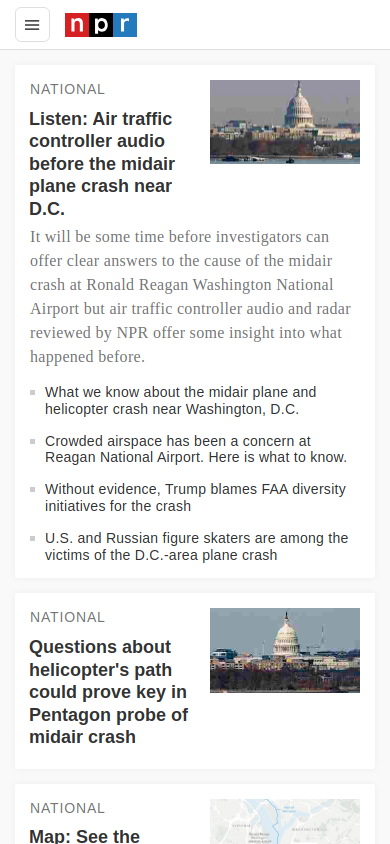 npr
NATIONAL
Listen: Air traffic
controller audio
before the midair
plane crash near
D.C.
It will be some time before investigators can
offer clear answers to the cause of the midair
crash at Ronald Reagan Washington National
Airport but air traffic controller audio and radar
reviewed by NPR offer some insight into what
happened before.
What we know about the midair plane and
helicopter crash near Washington, D.C.
Crowded airspace has been a concern at
Reagan National Airport. Here is what to know.
Without evidence, Trump blames FAA diversity
initiatives for the crash
U.S. and Russian figure skaters are among the
victims of the D.C.-area plane crash
NATIONAL
Questions about
helicopter's path
could prove key in
Pentagon probe of
midair crash
NATIONAL
Map: See the